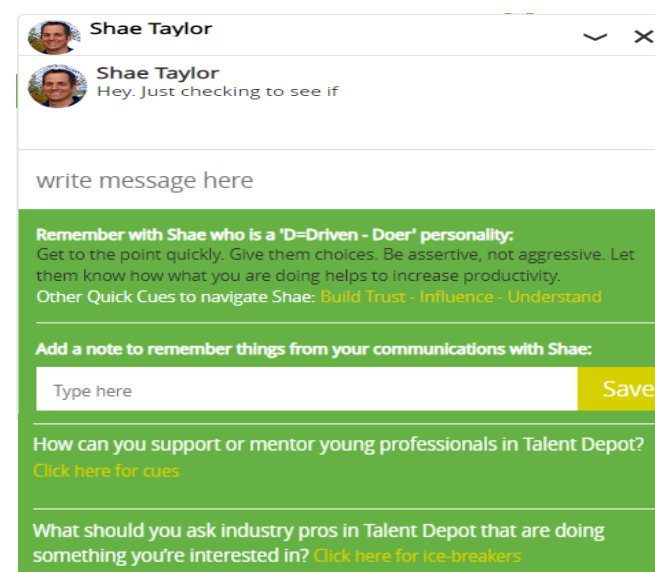 Shae Taylor
Shae Taylor
Hey. Just checking to see if
write message here
Remember with Shae who is a 'D=Driven - Doer' personality:
Get to the point quickly. Give them choices. Be assertive, not aggressive. Let
them know how what you are doing helps to increase productivity.
Other Quick Cues to navigate Shae: Build Trust - Influence - Understand
Add a note to remember things from your communications with Shae:
Type here
Save
How can you support or mentor young professionals in Talent Depot?
Click here for cues
What should you ask industry pros in Talent Depot that are doing
something you’re interested in? Click here for ice-breakers